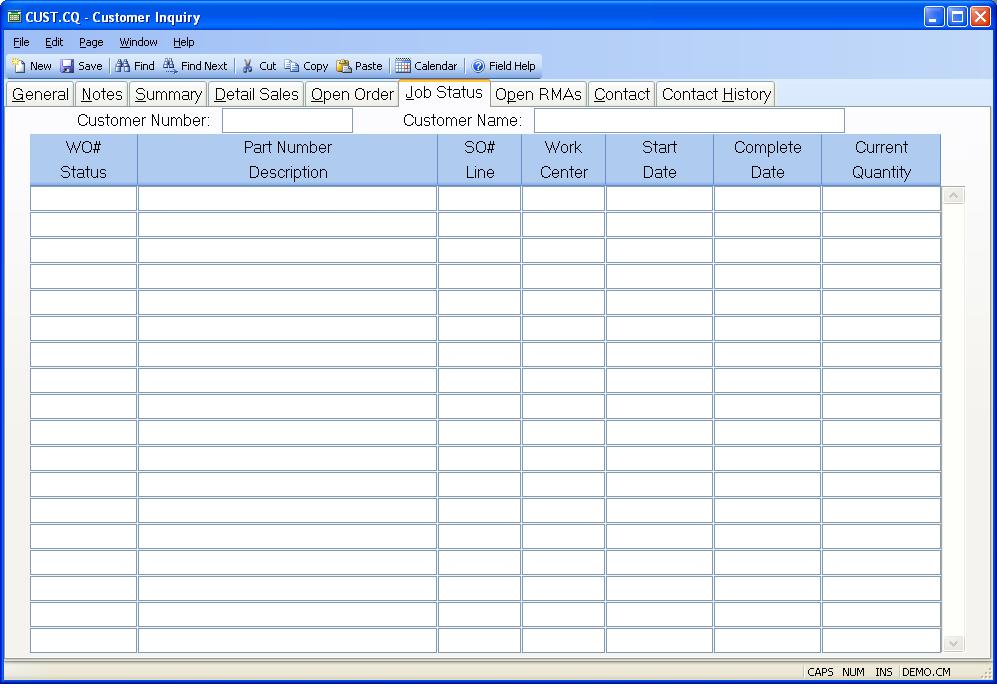 CUST.CQ - Customer Inquiry
File Edit Page Window Help
New Save Find Find Next Cut Copy Paste Calendar Field Help
General Notes Summary Detail Sales Open Order Job Status Open RMAs Contact Contact History
Customer Number: Customer Name:
WO# Part Number SO# Work Start Complete Current
Status Description Line Center Date Date Quantity
CAPS NUM INS DEMO.CM